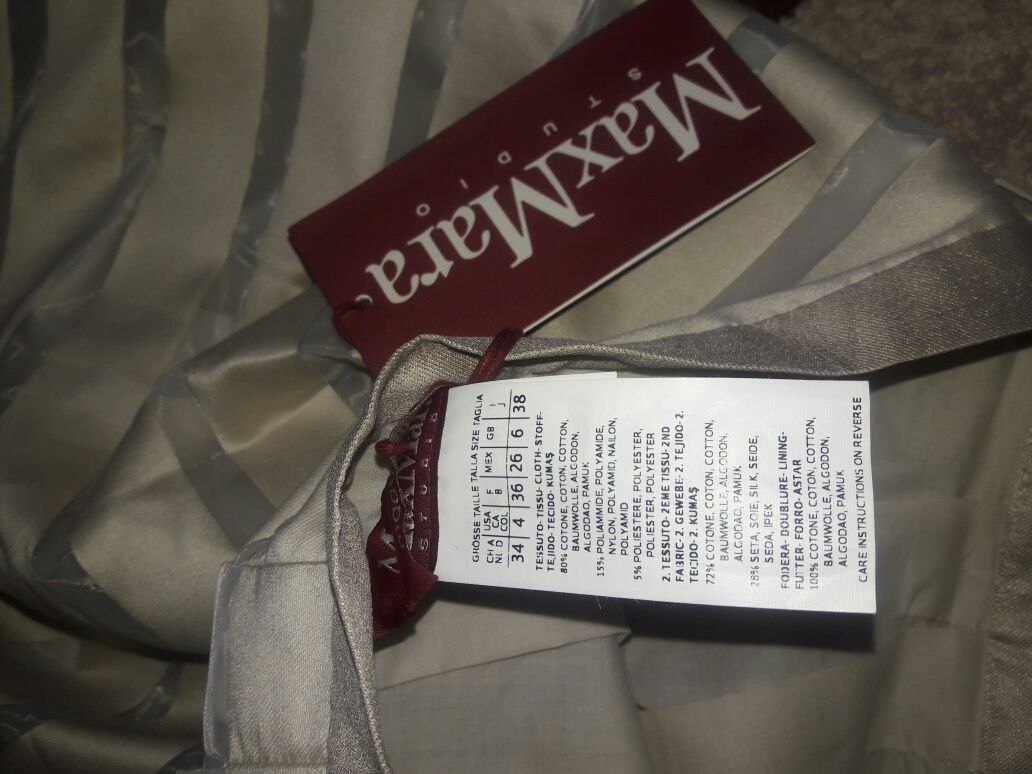 MaxMara
STUDIO
MaxMara
STUDIO
GRÖSSE TAILLE TALLA SIZE TAGLIA
CH A USA F MEX GB I
NL D CA B J
COL
34 4 36 26 6 38
TESSUTO- TISSU- CLOTH- STOFF-
TEJIDO- TECIDO- KUMAŞ
80% COTONE, COTON, COTTON,
BAUMWOLLE, ALGODON,
ALGODAO, PAMUK
15% POLIAMMIDE, POLYAMIDE,
NYLON, POLYAMID, NAILON,
POLYAMID
5% POLIESTERE, POLYESTER,
POLIESTER, POLYESTER
2. TESSUTO- 2EME TISSU- 2ND
FABRIC- 2. GEWEBE- 2. TEJIDO- 2.
TECIDO- 2. KUMAŞ
72% COTONE, COTON, COTTON,
BAUMWOLLE, ALGODON,
ALGODAO, PAMUK
28% SETA, SOIE, SILK, SEIDE,
SEDA, IPEK
FODERA- DOUBLURE- LINING-
FUTTER- FORRO- ASTAR
100% COTONE, COTON, COTTON,
BAUMWOLLE, ALGODON,
ALGODAO, PAMUK
CARE INSTRUCTIONS ON REVERSE